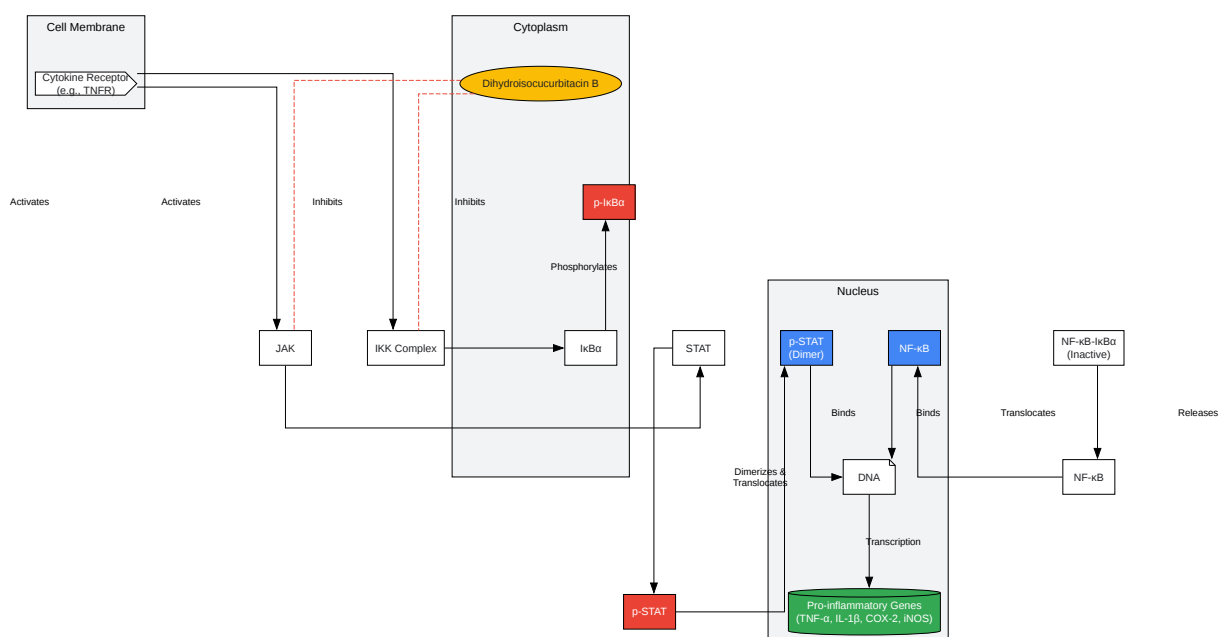 Cell Membrane
Cytoplasm
Cytokine Receptor
(e.g., TNFR)
Dihydroisocucurbitacin B
Activates
Activates
Inhibits
Inhibits
p-IκBα
Phosphorylates
Nucleus
JAK
IKK Complex
IκBα
STAT
p-STAT
(Dimer)
NF-κB
NF-κB-IκBα
(Inactive)
Binds
Binds
Translocates
Releases
Dimerizes &
Translocates
DNA
NF-κB
Transcription
p-STAT
Pro-inflammatory Genes
(TNF-α, IL-1β, COX-2, iNOS)